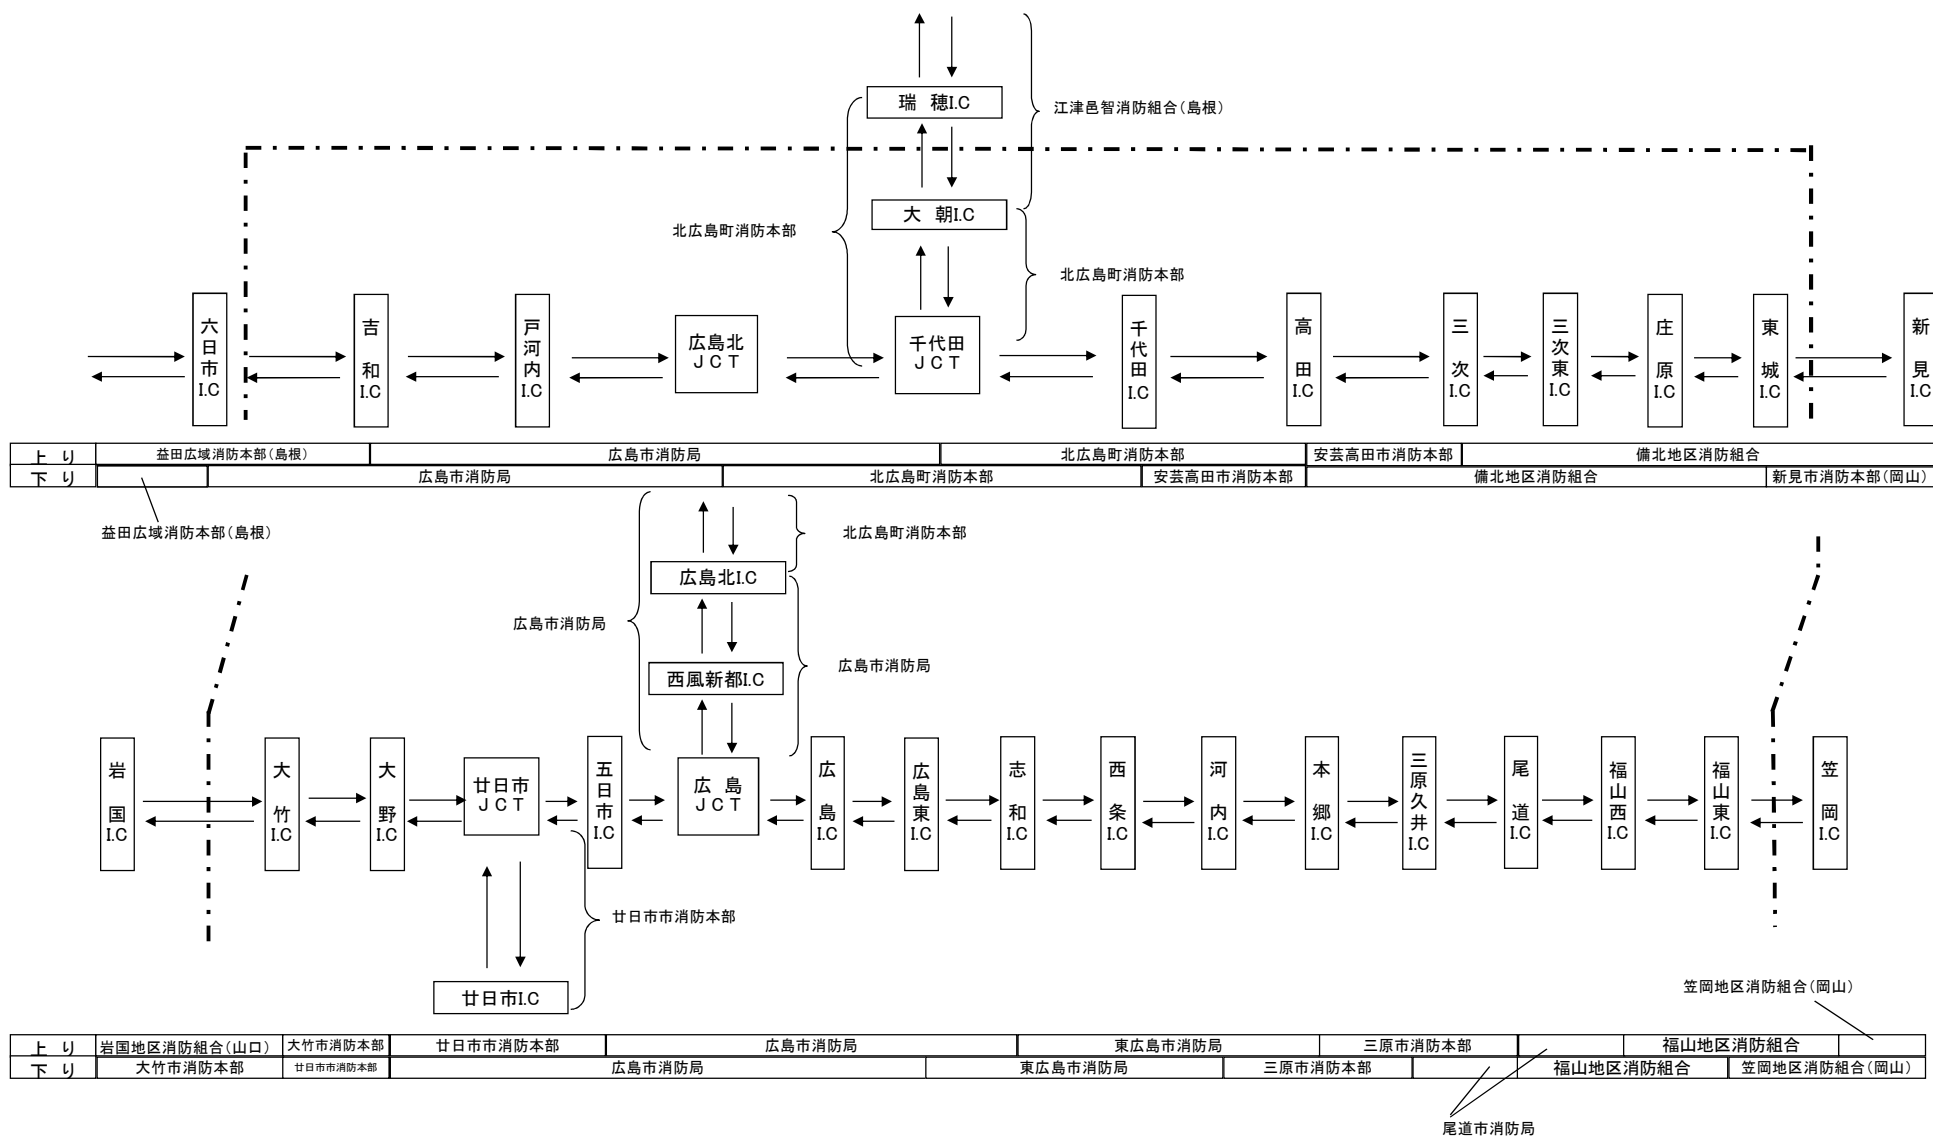 瑞 穂I.C
江津邑智消防組合(島根)
大 朝I.C
北広島町消防本部
北広島町消防本部
六日市I.C
吉和I.C
戸河内I.C
広島北JCT
千代田JCT
千代田I.C
高田I.C
三次I.C
三次東I.C
庄原I.C
東城I.C
新見I.C
上 り 益田広域消防本部(島根) 広島市消防局 北広島町消防本部 安芸高田市消防本部 備北地区消防組合
下 り 広島市消防局 北広島町消防本部 安芸高田市消防本部 備北地区消防組合 新見市消防本部(岡山)
益田広域消防本部(島根)
北広島町消防本部
広島北I.C
広島市消防局
広島市消防局
西風新都I.C
岩国I.C
大竹I.C
大野I.C
廿日市JCT
五日市I.C
広 島JCT
広島I.C
広島東I.C
志和I.C
西条I.C
河内I.C
本郷I.C
三原久井I.C
尾道I.C
福山西I.C
福山東I.C
笠岡I.C
廿日市市消防本部
廿日市I.C
笠岡地区消防組合(岡山)
上 り 岩国地区消防組合(山口) 大竹市消防本部 廿日市市消防本部 広島市消防局 東広島市消防局 三原市消防本部 福山地区消防組合
下 り 大竹市消防本部 廿日市市消防本部 広島市消防局 東広島市消防局 三原市消防本部 福山地区消防組合 笠岡地区消防組合(岡山)
尾道市消防局